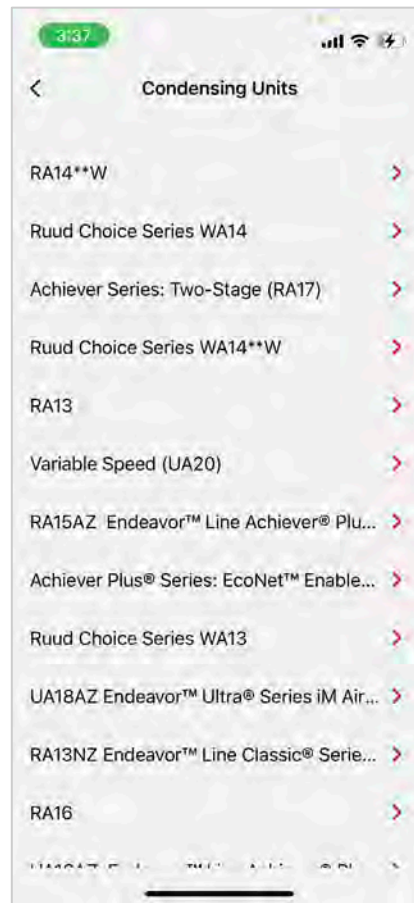 3:37
Condensing Units
RA14**W
Ruud Choice Series WA14
Achiever Series: Two-Stage (RA17)
Ruud Choice Series WA14**W
RA13
Variable Speed (UA20)
RA15AZ Endeavor™ Line Achiever® Plu...
Achiever Plus® Series: EcoNet™ Enable...
Ruud Choice Series WA13
UA18AZ Endeavor™ Ultra® Series iM Air...
RA13NZ Endeavor™ Line Classic® Serie...
RA16